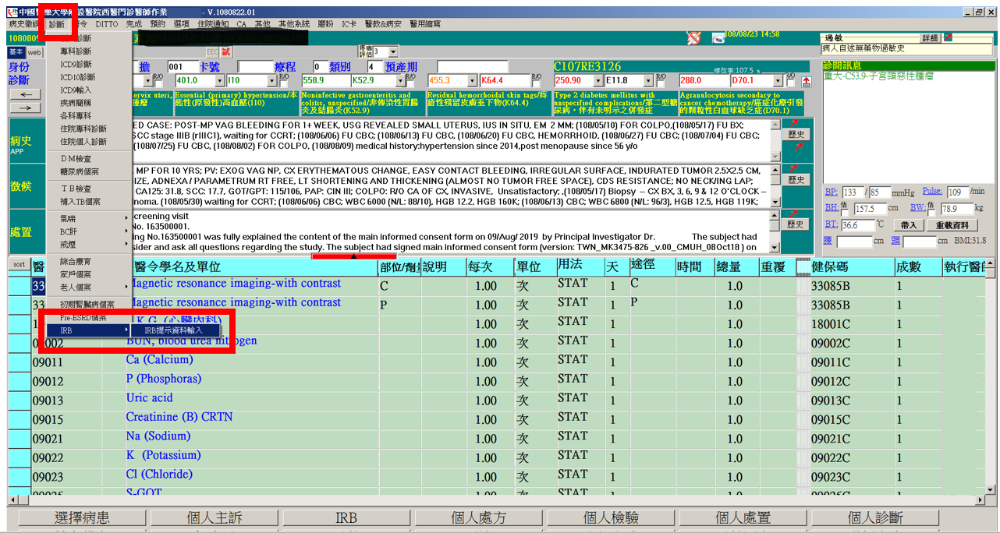 中國醫藥大學附設醫院西醫門診醫師作業 - V.1080822.01
診斷 DITTO 完成 預約 選項 住院通知 CA 其他 其他系統 磨粉 IC卡 醫教&病安 醫用縮寫
108/08/23 14:58
過敏 詳細
病人自述無藥物過敏史
基本 web
EEC 試
疼痛評估 3
身份
擔 001 卡號 療程 0 類別 4 預產期
C107RE3126
修改率:107.5
診間訊息
重大-C53.9-子宮頸惡性腫瘤
診斷
401.0 I10 R/O 558.9 K52.9 R/O 455.3 K64.4 R/O 250.90 E11.8 R/O 288.0 D70.1 R/O
Essential (primary) hypertension/本態性(原發性)高血壓(I10)
Noninfective gastroenteritis and colitis, unspecified/非傳染性胃腸炎及結腸炎(K52.9)
Residual hemorrhoidal skin tags/痔瘡性殘留皮膚垂下物(K64.4)
Type 2 diabetes mellitus with unspecified complications/第二型糖尿病，伴有未明示之併發症
Agranulocytosis secondary to cancer chemotherapy/癌症化療引發的顆粒性白血球缺乏症(D70.1)
專科診斷
ICD9診斷
ICD10診斷
ICD9輸入
疾病簡稱
各科專科
住院專科診斷
住院個人診斷
DM檢查
糖尿病個案
TB檢查
補入TB個案
氣喘
BC肝
戒煙
綜合療育
家戶個案
老人個案
初期腎臟病個案
Pre-ESRD個案
IRB
IRB提示資料輸入
病史
APP
ED CASE: POST-MP VAG BLEEDING FOR 1+ WEEK, USG REVEALED SMALL UTERUS, IUS IN SITU, EM 2 MM; (108/05/10) FOR COLPO,(108/05/17) FU BX;
SCC stage IIIB (rIIIC1), waiting for CCRT; (108/06/06) FU CBC; (108/06/13) FU CBC, (108/06/20) FU CBC, HEMORRHOID, (108/06/27) FU CBC; (108/07/04) FU CBC;
(108/07/25) FU CBC, (108/08/02) FOR COLPO, (108/08/09) medical history:hypertension since 2014,post menopause since 56 y/o
歷史
徵候
MP FOR 10 YRS; PV: EXOG VAG NP, CX ERYTHEMATOUS CHANGE, EASY CONTACT BLEEDING, IRREGULAR SURFACE, INDURATED TUMOR 2.5X2.5 CM,
IZE, ADNEXA / PARAMETRUM RT FREE, LT SHORTENING AND THICKENING (ALMOST NO TUMOR FREE SPACE), CDS RESISTANCE; NO NECK/ING LAP;
CA125: 31.8, SCC: 17.7, GOT/GPT: 115/106, PAP: CIN III; COLPO: R/O CA OF CX, INVASIVE, Unsatisfactory; ,(108/05/17) Biopsy – CX BX, 3, 6, 9 & 12 O'CLOCK –
inoma. (108/05/30) waiting for CCRT; (108/06/06) CBC; WBC 6000 (N/L: 88/10), HGB 12.2, HGB 160K; (108/06/13) CBC; WBC 6800 (N/L: 96/3), HGB 12.5, HGB 119K;
歷史
處置
creening visit
No. 163500001.
ing No.163500001 was fully explained the content of the main informed consent form on 09/Aug/ 2019 by Principal Investigator Dr. The subject had
sider and ask all questions regarding the study. The subject had signed main informed consent form (version: TWN_MK3475-826 _v.00_CMUH_08Oct18 ) on
歷史
BP: 133 / 85 mmHg Pulse: 109 /min
BH: 估 157.5 cm BW: 估 78.9 kg
BT: 36.6 ℃ 帶入 重載資料
腰 cm 頭 cm BMI:31.8
sort 醫 醫令學名及單位 部位/劑 說明 每次 單位 用法 天 途徑 時間 總量 重覆 健保碼 成數 執行醫師
33 Magnetic resonance imaging-with contrast C 1.00 次 STAT 1 C 1.0 33085B 1
33 Magnetic resonance imaging-with contrast P 1.00 次 STAT 1 P 1.0 33085B 1
1 K.G. (心臟內科) 1.00 次 STAT 1 1.0 18001C 1
09002 BUN, blood urea nitrogen 1.00 次 STAT 1 1.0 09002C 1
09011 Ca (Calcium) 1.00 次 STAT 1 1.0 09011C 1
09012 P (Phosphoras) 1.00 次 STAT 1 1.0 09012C 1
09013 Uric acid 1.00 次 STAT 1 1.0 09013C 1
09015 Creatinine (B) CRTN 1.00 次 STAT 1 1.0 09015C 1
09021 Na (Sodium) 1.00 次 STAT 1 1.0 09021C 1
09022 K (Potassium) 1.00 次 STAT 1 1.0 09022C 1
09023 Cl (Chloride) 1.00 次 STAT 1 1.0 09023C 1
S-GOT 1.00 次 STAT 1 1.0 1
選擇病患 個人主訴 IRB 個人處方 個人檢驗 個人處置 個人診斷